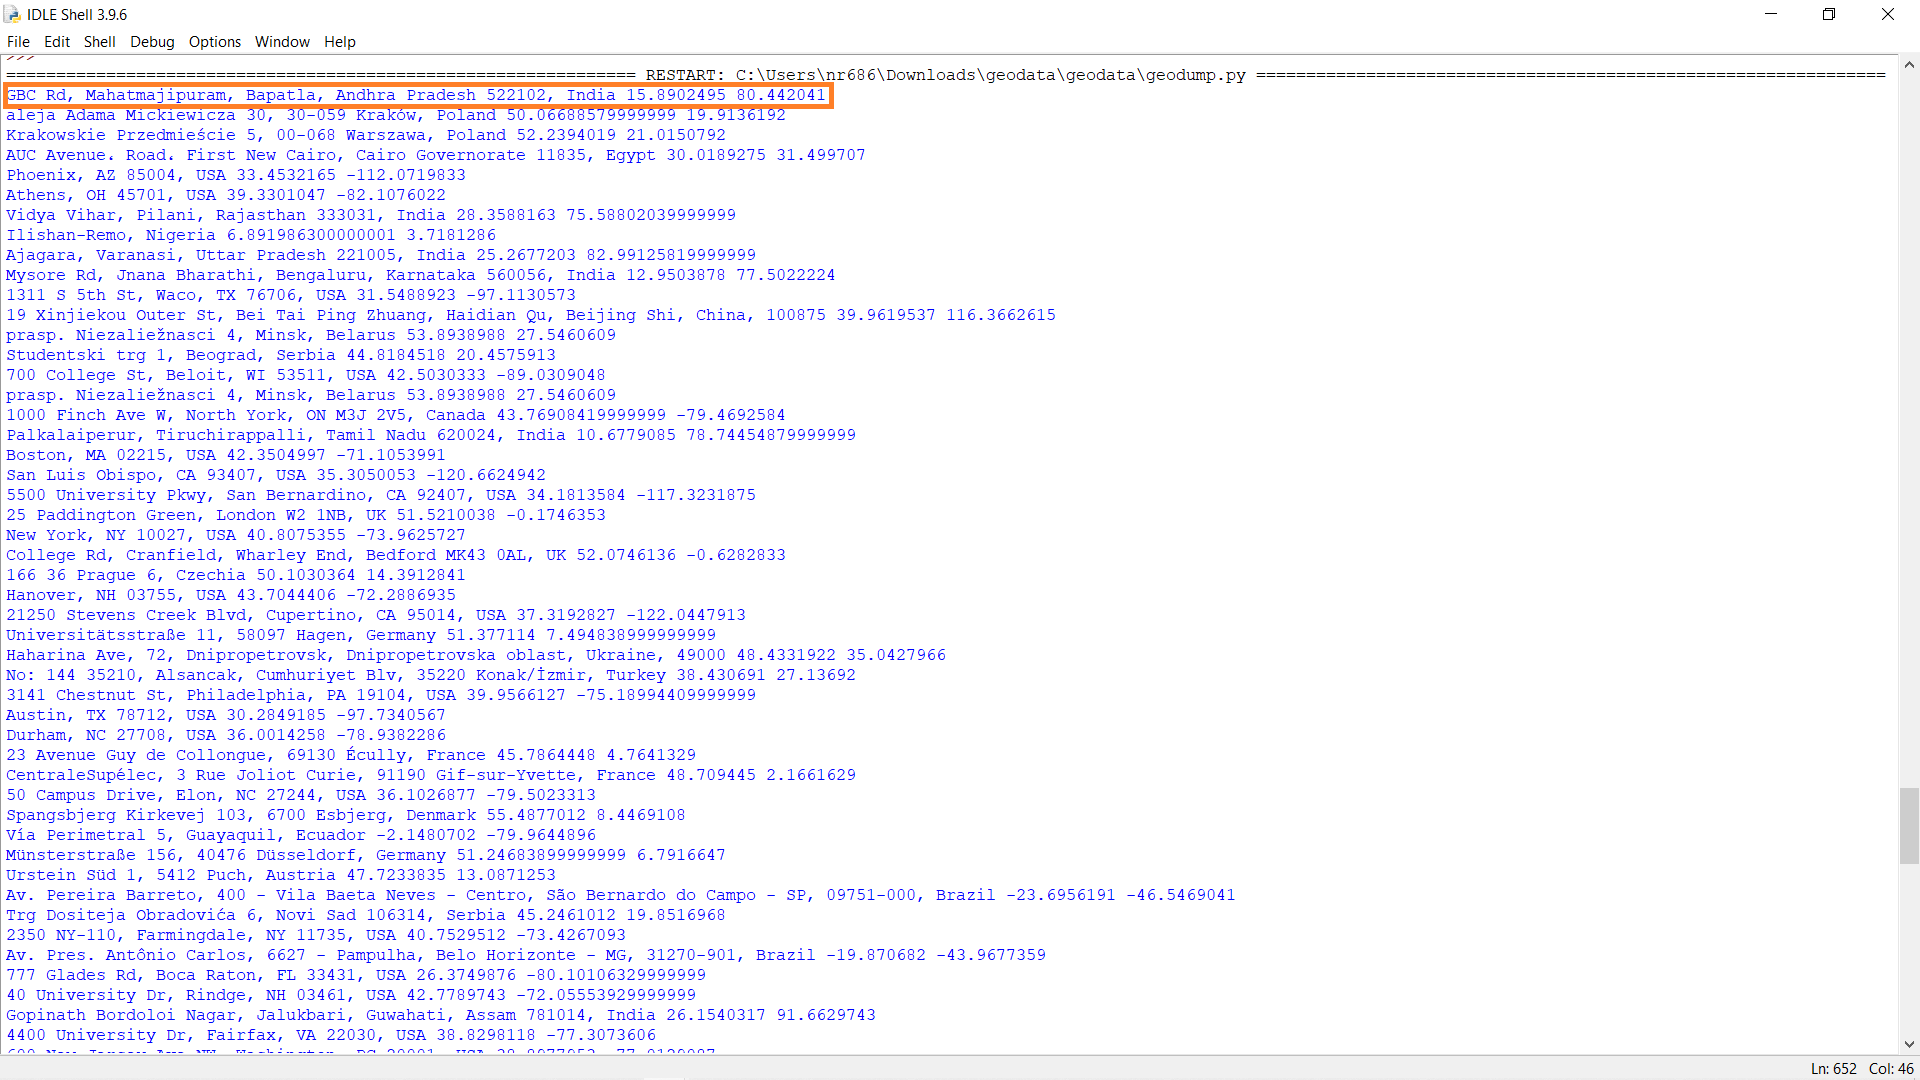 IDLE Shell 3.9.6
File Edit Shell Debug Options Window Help
>>>
=============================================================== RESTART: C:\Users\nr686\Downloads\geodata\geodata\geodump.py ===============================================================
GBC Rd, Mahatmajipuram, Bapatla, Andhra Pradesh 522102, India 15.8902495 80.442041
aleja Adama Mickiewicza 30, 30-059 Kraków, Poland 50.06688579999999 19.9136192
Krakowskie Przedmieście 5, 00-068 Warszawa, Poland 52.2394019 21.0150792
AUC Avenue. Road. First New Cairo, Cairo Governorate 11835, Egypt 30.0189275 31.499707
Phoenix, AZ 85004, USA 33.4532165 -112.0719833
Athens, OH 45701, USA 39.3301047 -82.1076022
Vidya Vihar, Pilani, Rajasthan 333031, India 28.3588163 75.58802039999999
Ilishan-Remo, Nigeria 6.891986300000001 3.7181286
Ajagara, Varanasi, Uttar Pradesh 221005, India 25.2677203 82.99125819999999
Mysore Rd, Jnana Bharathi, Bengaluru, Karnataka 560056, India 12.9503878 77.5022224
1311 S 5th St, Waco, TX 76706, USA 31.5488923 -97.1130573
19 Xinjiekou Outer St, Bei Tai Ping Zhuang, Haidian Qu, Beijing Shi, China, 100875 39.9619537 116.3662615
prasp. Niezaliežnasci 4, Minsk, Belarus 53.8938988 27.5460609
Studentski trg 1, Beograd, Serbia 44.8184518 20.4575913
700 College St, Beloit, WI 53511, USA 42.5030333 -89.0309048
prasp. Niezaliežnasci 4, Minsk, Belarus 53.8938988 27.5460609
1000 Finch Ave W, North York, ON M3J 2V5, Canada 43.76908419999999 -79.4692584
Palkalaiperur, Tiruchirappalli, Tamil Nadu 620024, India 10.6779085 78.74454879999999
Boston, MA 02215, USA 42.3504997 -71.1053991
San Luis Obispo, CA 93407, USA 35.3050053 -120.6624942
5500 University Pkwy, San Bernardino, CA 92407, USA 34.1813584 -117.3231875
25 Paddington Green, London W2 1NB, UK 51.5210038 -0.1746353
New York, NY 10027, USA 40.8075355 -73.9625727
College Rd, Cranfield, Wharley End, Bedford MK43 0AL, UK 52.0746136 -0.6282833
166 36 Prague 6, Czechia 50.1030364 14.3912841
Hanover, NH 03755, USA 43.7044406 -72.2886935
21250 Stevens Creek Blvd, Cupertino, CA 95014, USA 37.3192827 -122.0447913
Universitätsstraße 11, 58097 Hagen, Germany 51.377114 7.494838999999999
Haharina Ave, 72, Dnipropetrovsk, Dnipropetrovska oblast, Ukraine, 49000 48.4331922 35.0427966
No: 144 35210, Alsancak, Cumhuriyet Blv, 35220 Konak/İzmir, Turkey 38.430691 27.13692
3141 Chestnut St, Philadelphia, PA 19104, USA 39.9566127 -75.18994409999999
Austin, TX 78712, USA 30.2849185 -97.7340567
Durham, NC 27708, USA 36.0014258 -78.9382286
23 Avenue Guy de Collongue, 69130 Écully, France 45.7864448 4.7641329
CentraleSupélec, 3 Rue Joliot Curie, 91190 Gif-sur-Yvette, France 48.709445 2.1661629
50 Campus Drive, Elon, NC 27244, USA 36.1026877 -79.5023313
Spangsbjerg Kirkevej 103, 6700 Esbjerg, Denmark 55.4877012 8.4469108
Vía Perimetral 5, Guayaquil, Ecuador -2.1480702 -79.9644896
Münsterstraße 156, 40476 Düsseldorf, Germany 51.24683899999999 6.7916647
Urstein Süd 1, 5412 Puch, Austria 47.7233835 13.0871253
Av. Pereira Barreto, 400 - Vila Baeta Neves - Centro, São Bernardo do Campo - SP, 09751-000, Brazil -23.6956191 -46.5469041
Trg Dositeja Obradovića 6, Novi Sad 106314, Serbia 45.2461012 19.8516968
2350 NY-110, Farmingdale, NY 11735, USA 40.7529512 -73.4267093
Av. Pres. Antônio Carlos, 6627 - Pampulha, Belo Horizonte - MG, 31270-901, Brazil -19.870682 -43.9677359
777 Glades Rd, Boca Raton, FL 33431, USA 26.3749876 -80.10106329999999
40 University Dr, Rindge, NH 03461, USA 42.7789743 -72.05553929999999
Gopinath Bordoloi Nagar, Jalukbari, Guwahati, Assam 781014, India 26.1540317 91.6629743
4400 University Dr, Fairfax, VA 22030, USA 38.8298118 -77.3073606
600 New Jersey Ave NW, Washington, DC 20001, USA
Ln: 652 Col: 46